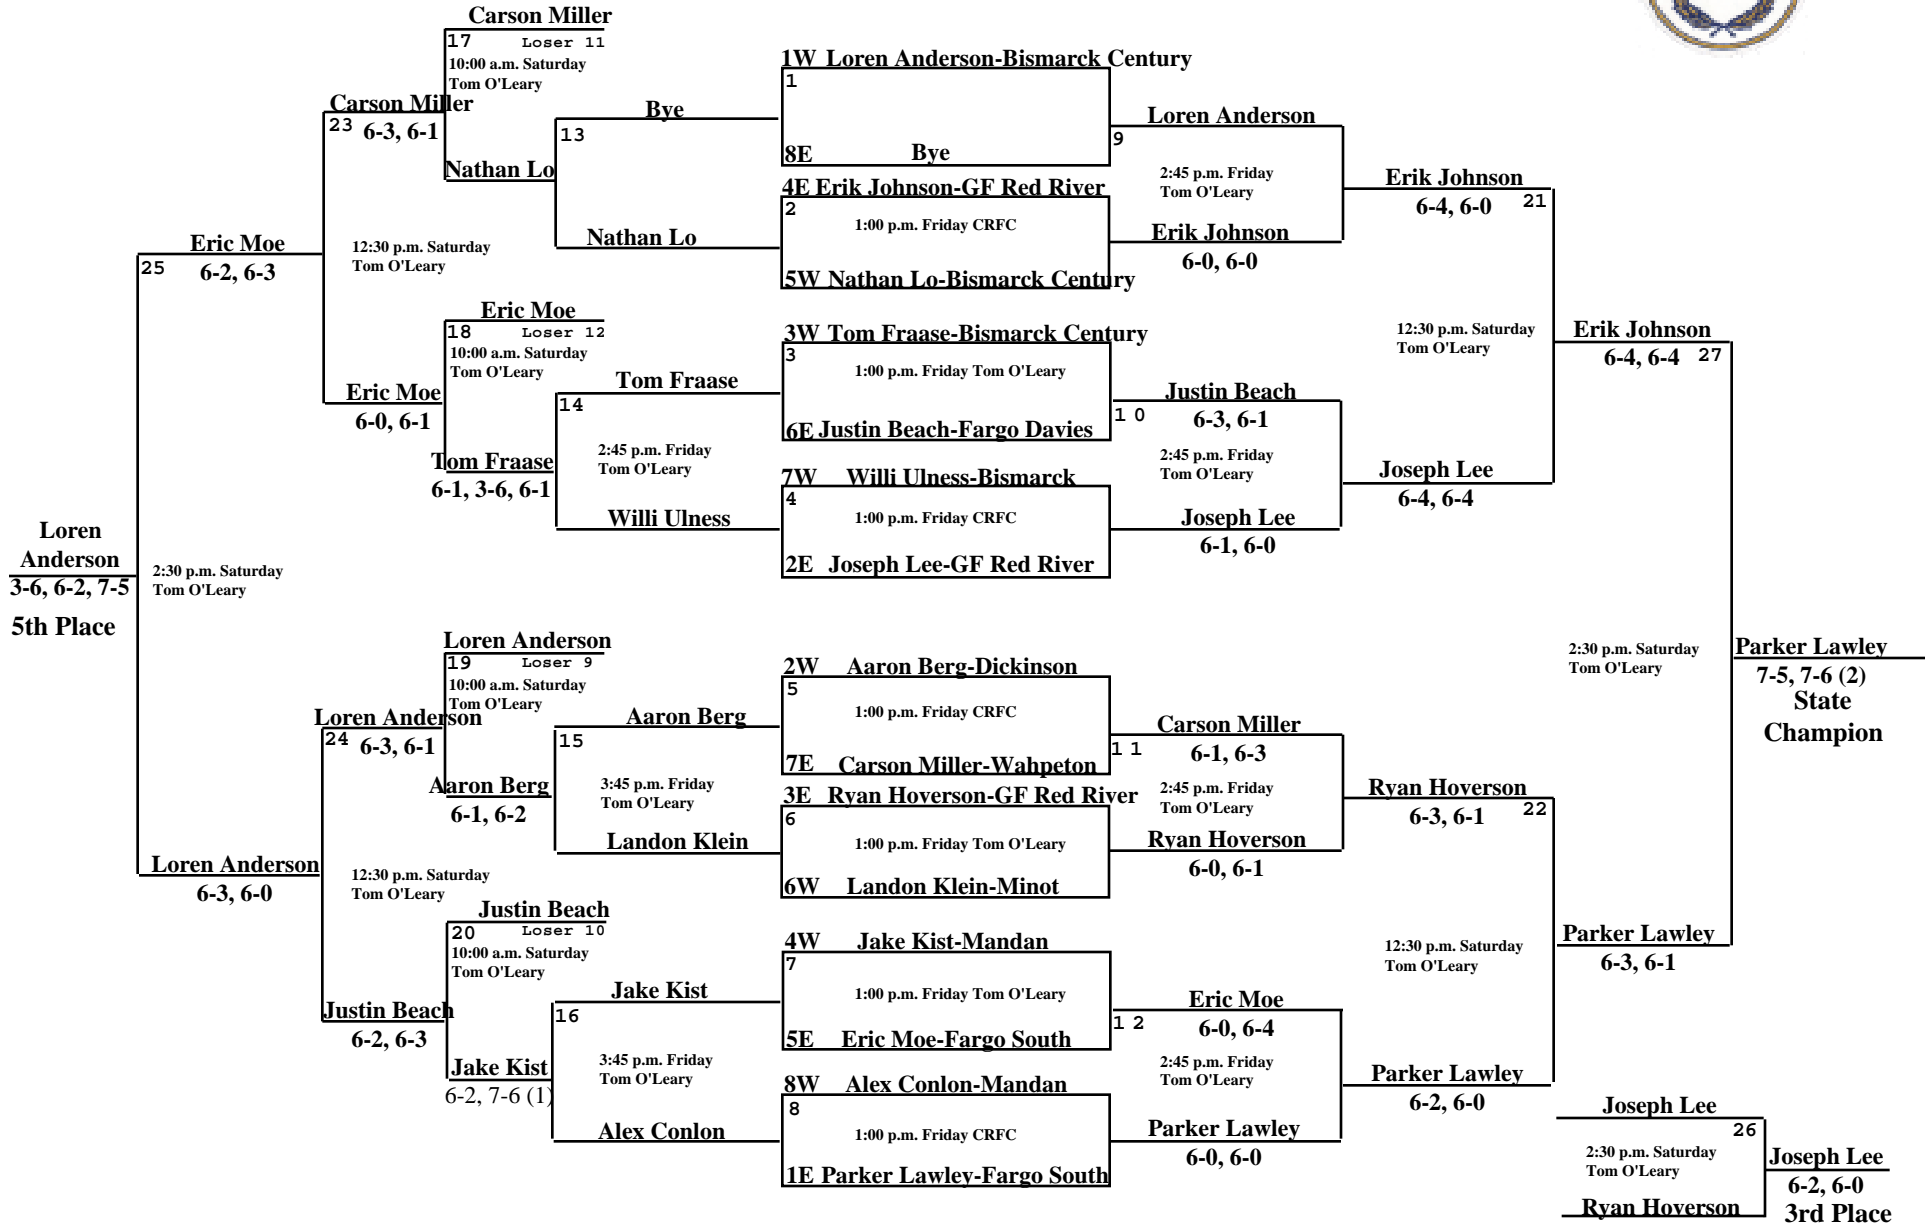 Carson Miller
17 Loser 11
10:00 a.m. Saturday
Tom O'Leary
1W Loren Anderson-Bismarck Century
1
Carson Miller
23 6-3, 6-1
Bye
13
Loren Anderson
9
8E Bye
Nathan Lo
4E Erik Johnson-GF Red River
2
1:00 p.m. Friday CRFC
2:45 p.m. Friday
Tom O'Leary
Erik Johnson
6-4, 6-0 21
Eric Moe
25 6-2, 6-3
12:30 p.m. Saturday
Tom O'Leary
Nathan Lo
Erik Johnson
6-0, 6-0
5W Nathan Lo-Bismarck Century
Eric Moe
18 Loser 12
10:00 a.m. Saturday
Tom O'Leary
3W Tom Fraase-Bismarck Century
3
1:00 p.m. Friday Tom O'Leary
12:30 p.m. Saturday
Tom O'Leary
Erik Johnson
6-4, 6-4 27
Eric Moe
6-0, 6-1
Tom Fraase
14
Justin Beach
10 6-3, 6-1
6E Justin Beach-Fargo Davies
Tom Fraase
6-1, 3-6, 6-1
2:45 p.m. Friday
Tom O'Leary
7W Willi Ulness-Bismarck
4
1:00 p.m. Friday CRFC
2:45 p.m. Friday
Tom O'Leary
Joseph Lee
6-4, 6-4
Willi Ulness
Joseph Lee
6-1, 6-0
2E Joseph Lee-GF Red River
Loren
Anderson
3-6, 6-2, 7-5
5th Place
2:30 p.m. Saturday
Tom O'Leary
Loren Anderson
19 Loser 9
10:00 a.m. Saturday
Tom O'Leary
2W Aaron Berg-Dickinson
5
1:00 p.m. Friday CRFC
2:30 p.m. Saturday
Tom O'Leary
Parker Lawley
7-5, 7-6 (2)
State
Champion
Loren Anderson
24 6-3, 6-1
Aaron Berg
15
Carson Miller
11 6-1, 6-3
7E Carson Miller-Wahpeton
Aaron Berg
6-1, 6-2
3:45 p.m. Friday
Tom O'Leary
3E Ryan Hoverson-GF Red River
6
1:00 p.m. Friday Tom O'Leary
2:45 p.m. Friday
Tom O'Leary
Ryan Hoverson
6-3, 6-1 22
Landon Klein
Ryan Hoverson
6-0, 6-1
6W Landon Klein-Minot
Loren Anderson
6-3, 6-0
12:30 p.m. Saturday
Tom O'Leary
Justin Beach
20 Loser 10
10:00 a.m. Saturday
Tom O'Leary
4W Jake Kist-Mandan
7
1:00 p.m. Friday Tom O'Leary
12:30 p.m. Saturday
Tom O'Leary
Parker Lawley
6-3, 6-1
Justin Beach
6-2, 6-3
Jake Kist
16
Eric Moe
12 6-0, 6-4
5E Eric Moe-Fargo South
Jake Kist
6-2, 7-6 (1)
3:45 p.m. Friday
Tom O'Leary
8W Alex Conlon-Mandan
8
1:00 p.m. Friday CRFC
2:45 p.m. Friday
Tom O'Leary
Parker Lawley
6-2, 6-0
Alex Conlon
Parker Lawley
6-0, 6-0
1E Parker Lawley-Fargo South
Joseph Lee
26
2:30 p.m. Saturday
Tom O'Leary
Joseph Lee
6-2, 6-0
Ryan Hoverson
3rd Place